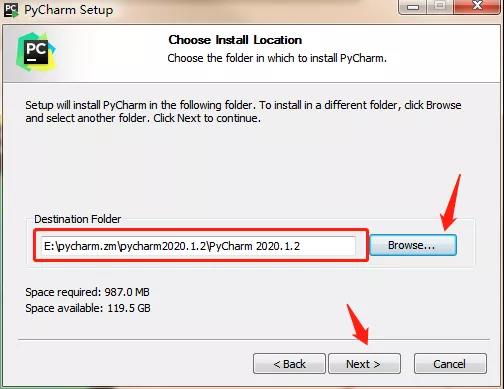 PyCharm Setup
PC
Choose Install Location
Choose the folder in which to install PyCharm.
Setup will install PyCharm in the following folder. To install in a different folder, click Browse
and select another folder. Click Next to continue.
Destination Folder
E:\pycharm.zm\pycharm2020.1.2\PyCharm 2020.1.2
Browse...
Space required: 987.0 MB
Space available: 119.5 GB
< Back
Next >
Cancel